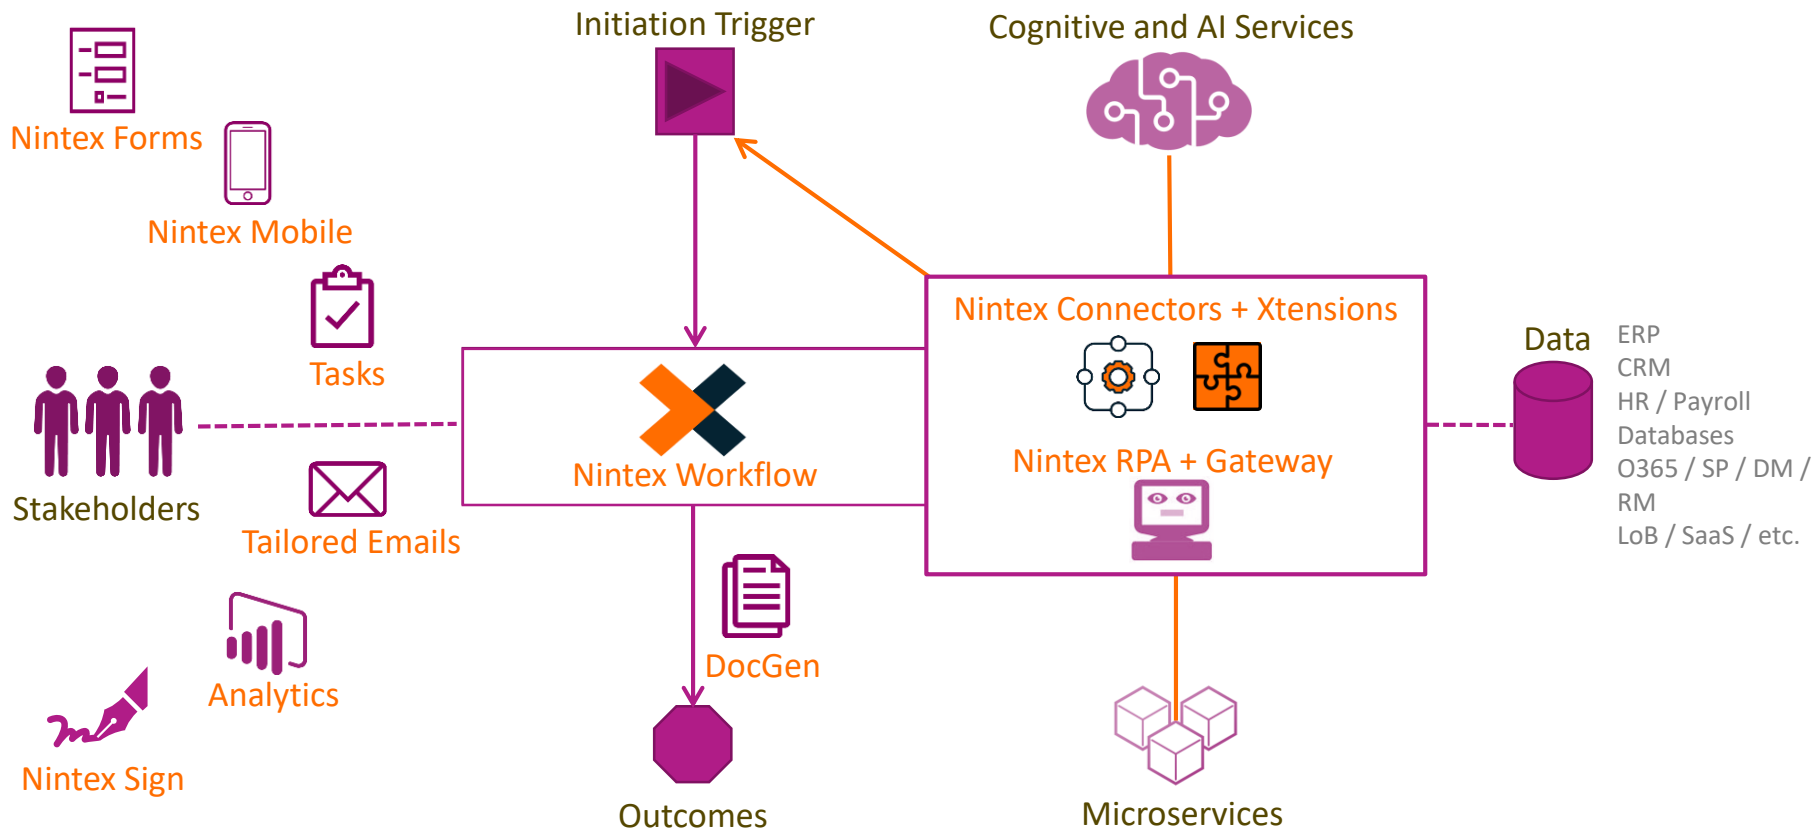 Initiation Trigger
Cognitive and AI Services
Nintex Forms
Nintex Mobile
Tasks
Stakeholders
Tailored Emails
Analytics
Nintex Sign
Nintex Workflow
DocGen
Outcomes
Nintex Connectors + Xtensions
Nintex RPA + Gateway
Microservices
Data
ERP
CRM
HR / Payroll
Databases
O365 / SP / DM /
RM
LoB / SaaS / etc.